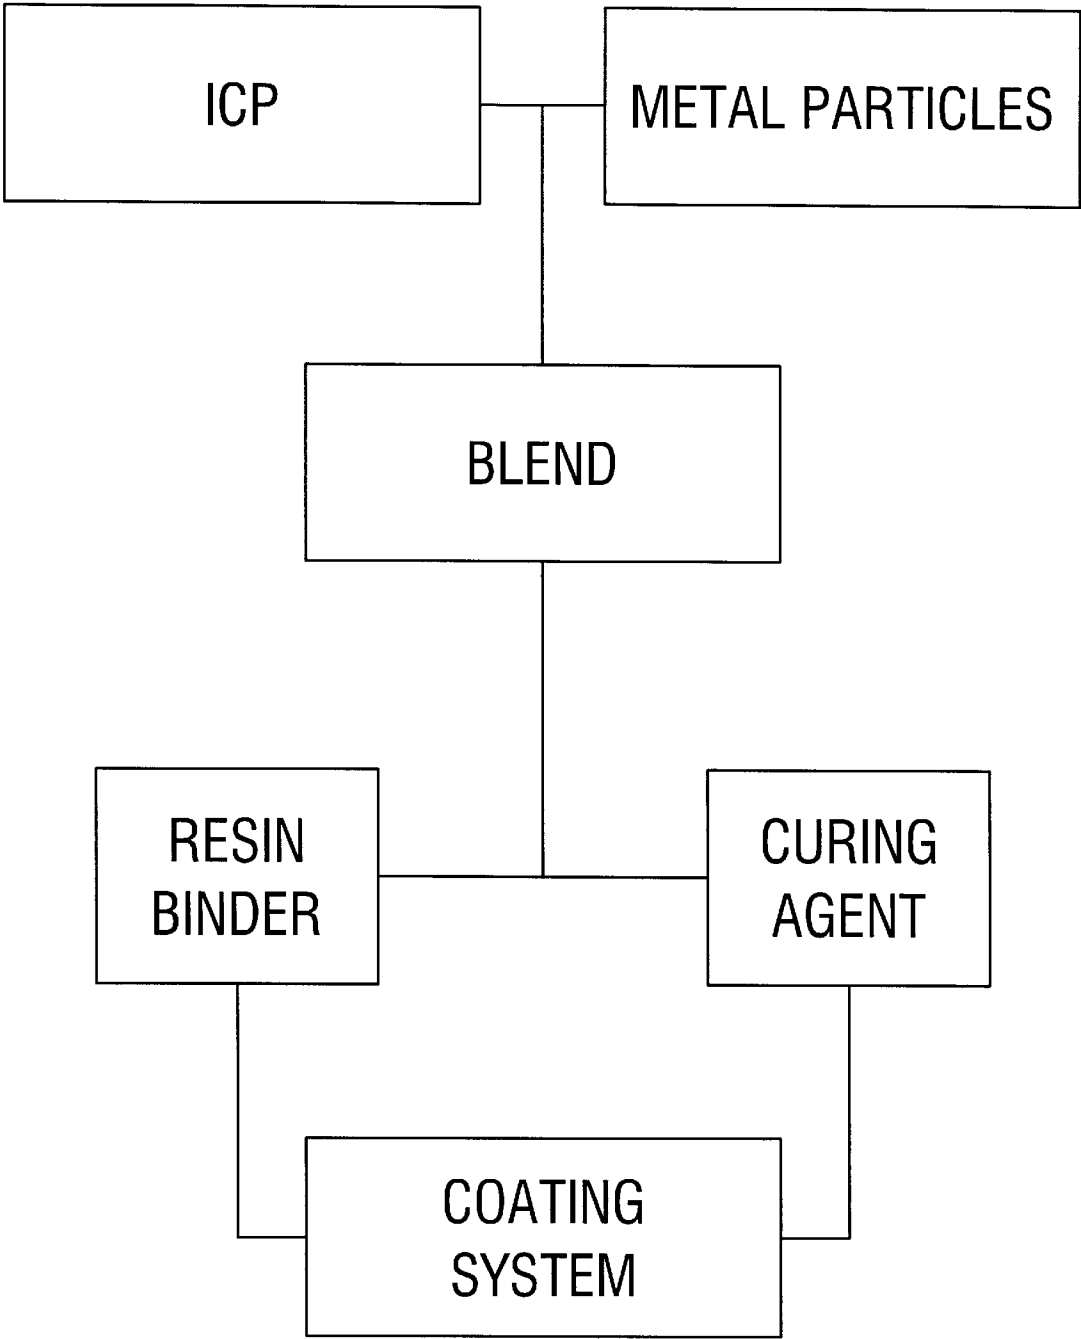 ICP
METAL PARTICLES
BLEND
RESIN
BINDER
CURING
AGENT
COATING
SYSTEM